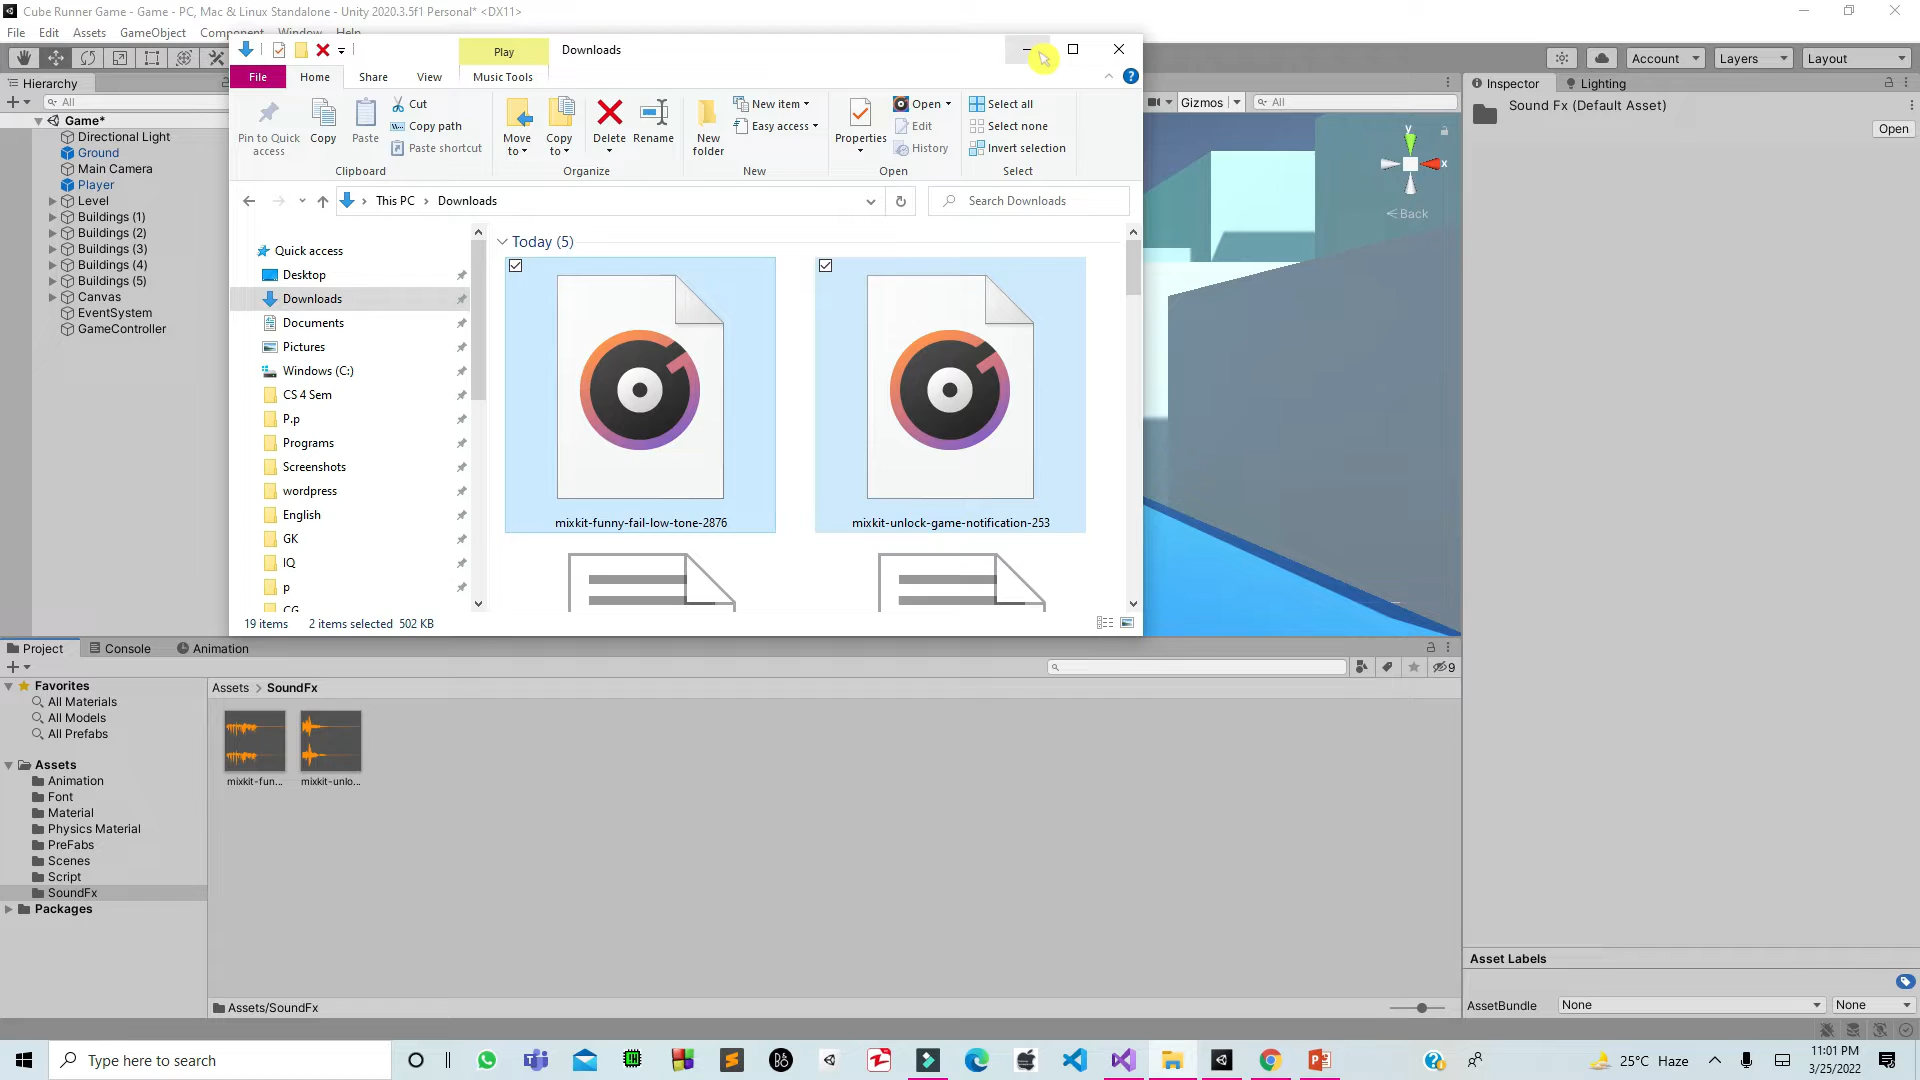 Cube Runner Game - Game - PC, Mac & Linux Standalone - Unity 2020.3.5f1 Personal* <DX11>
File Edit Assets GameObject Component Window Help
Account Layers Layout
Play Downloads
File Home Share View Music Tools
Pin to Quick access
Copy
Paste
Cut
Copy path
Paste shortcut
Clipboard
Move to
Copy to
Delete
Rename
Organize
New folder
New item
Easy access
New
Properties
Open
Edit
History
Open
Select all
Select none
Invert selection
Select
This PC > Downloads
Search Downloads
Quick access
Desktop
Downloads
Documents
Pictures
Windows (C:)
CS 4 Sem
P.p
Programs
Screenshots
wordpress
English
GK
IQ
p
CG
Today (5)
mixkit-funny-fail-low-tone-2876
mixkit-unlock-game-notification-253
19 items 2 items selected 502 KB
Hierarchy
All
Game*
Directional Light
Ground
Main Camera
Player
Level
Buildings (1)
Buildings (2)
Buildings (3)
Buildings (4)
Buildings (5)
Canvas
EventSystem
GameController
Gizmos All
y
x
Back
Inspector Lighting
Sound Fx (Default Asset)
Open
Asset Labels
AssetBundle None None
Project Console Animation
9
Favorites
All Materials
All Models
All Prefabs
Assets
Animation
Font
Material
Physics Material
PreFabs
Scenes
Script
SoundFx
Packages
Assets > SoundFx
mixkit-fun...
mixkit-unlo...
Assets/SoundFx
Type here to search
25°C Haze
11:01 PM
3/25/2022